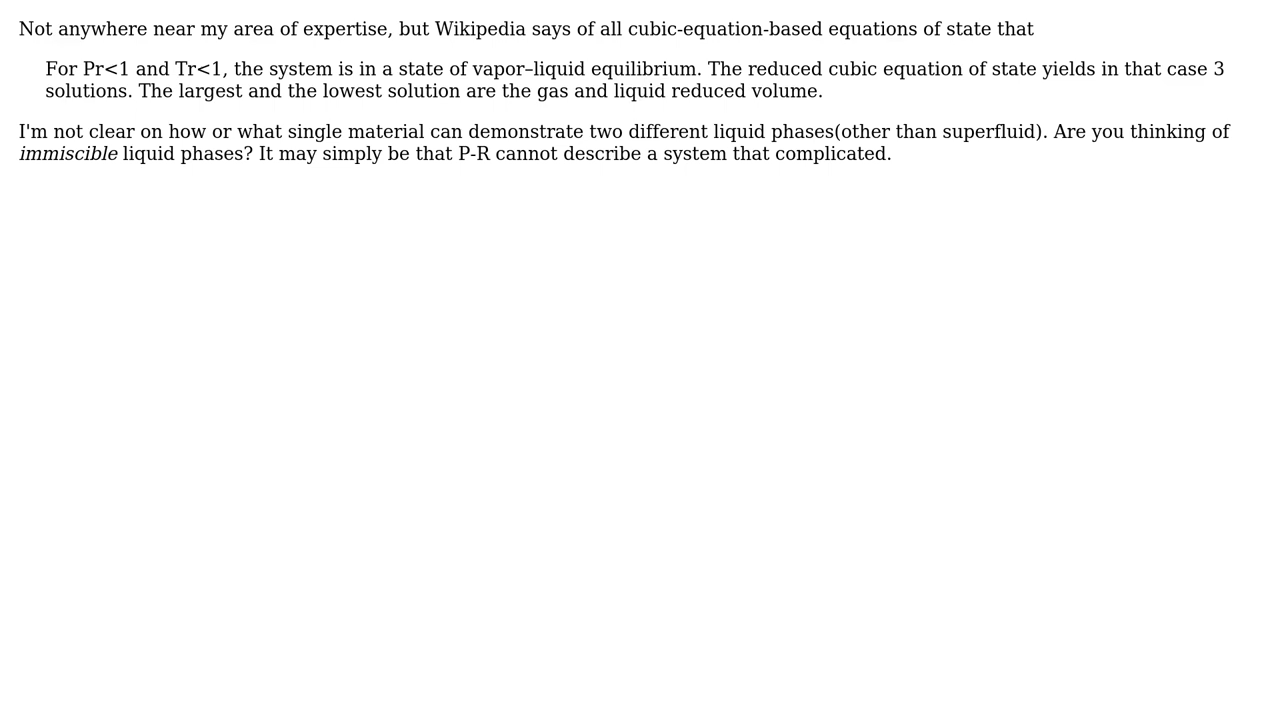 Not anywhere near my area of expertise, but Wikipedia says of all cubic-equation-based equations of state that
For Pr<1 and Tr<1, the system is in a state of vapor–liquid equilibrium. The reduced cubic equation of state yields in that case 3
solutions. The largest and the lowest solution are the gas and liquid reduced volume.
I'm not clear on how or what single material can demonstrate two different liquid phases(other than superfluid). Are you thinking of
immiscible liquid phases? It may simply be that P-R cannot describe a system that complicated.